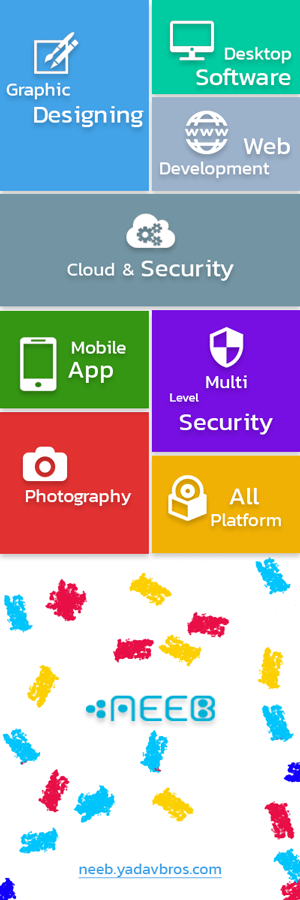 Graphic
Designing
Desktop
Software
www
Web
Development
Cloud & Security
Mobile
App
Multi
Level
Security
Photography
All
Platform
NEEB
neeb.yadavbros.com